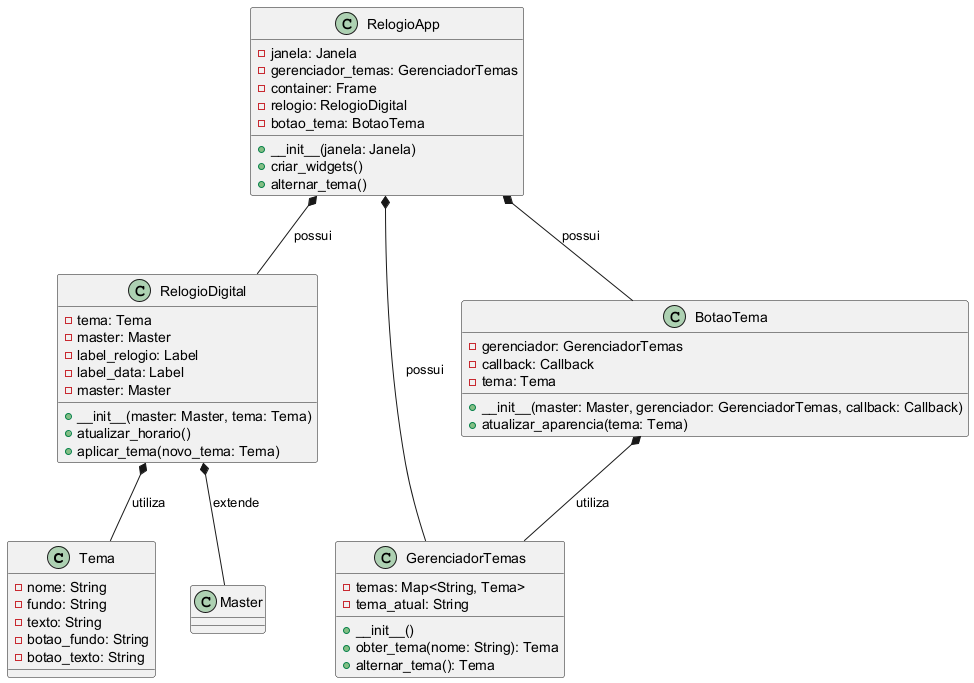 C RelogioApp
janela: Janela
gerenciador_temas: GerenciadorTemas
container: Frame
relogio: RelogioDigital
botao_tema: BotaoTema
__init__(janela: Janela)
criar_widgets()
alternar_tema()
possui
possui
possui
C RelogioDigital
tema: Tema
master: Master
label_relogio: Label
label_data: Label
master: Master
__init__(master: Master, tema: Tema)
atualizar_horario()
aplicar_tema(novo_tema: Tema)
C BotaoTema
gerenciador: GerenciadorTemas
callback: Callback
tema: Tema
__init__(master: Master, gerenciador: GerenciadorTemas, callback: Callback)
atualizar_aparencia(tema: Tema)
utiliza
extende
utiliza
C Tema
nome: String
fundo: String
texto: String
botao_fundo: String
botao_texto: String
C Master
C GerenciadorTemas
temas: Map<String, Tema>
tema_atual: String
__init__()
obter_tema(nome: String): Tema
alternar_tema(): Tema